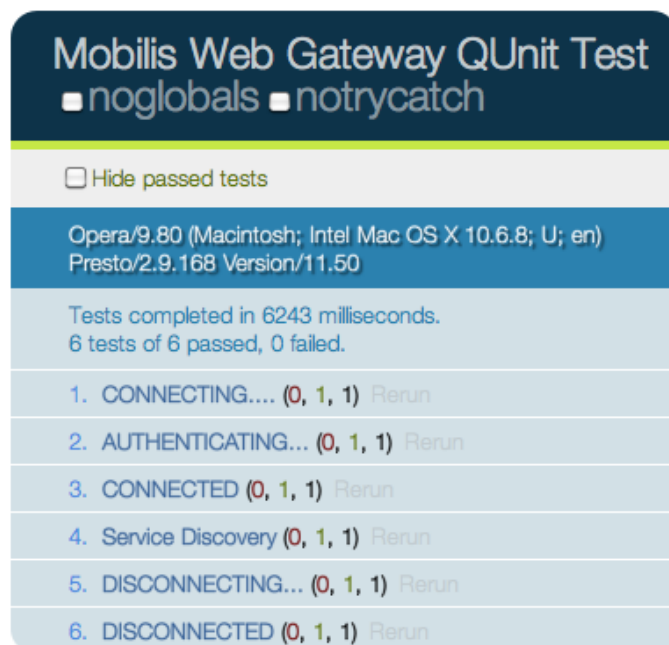 Mobilis Web Gateway QUnit Test
noglobals notrycatch
Hide passed tests
Opera/9.80 (Macintosh; Intel Mac OS X 10.6.8; U; en)
Presto/2.9.168 Version/11.50
Tests completed in 6243 milliseconds.
6 tests of 6 passed, 0 failed.
1. CONNECTING.... (0, 1, 1) Rerun
2. AUTHENTICATING... (0, 1, 1) Rerun
3. CONNECTED (0, 1, 1) Rerun
4. Service Discovery (0, 1, 1) Rerun
5. DISCONNECTING... (0, 1, 1) Rerun
6. DISCONNECTED (0, 1, 1) Rerun